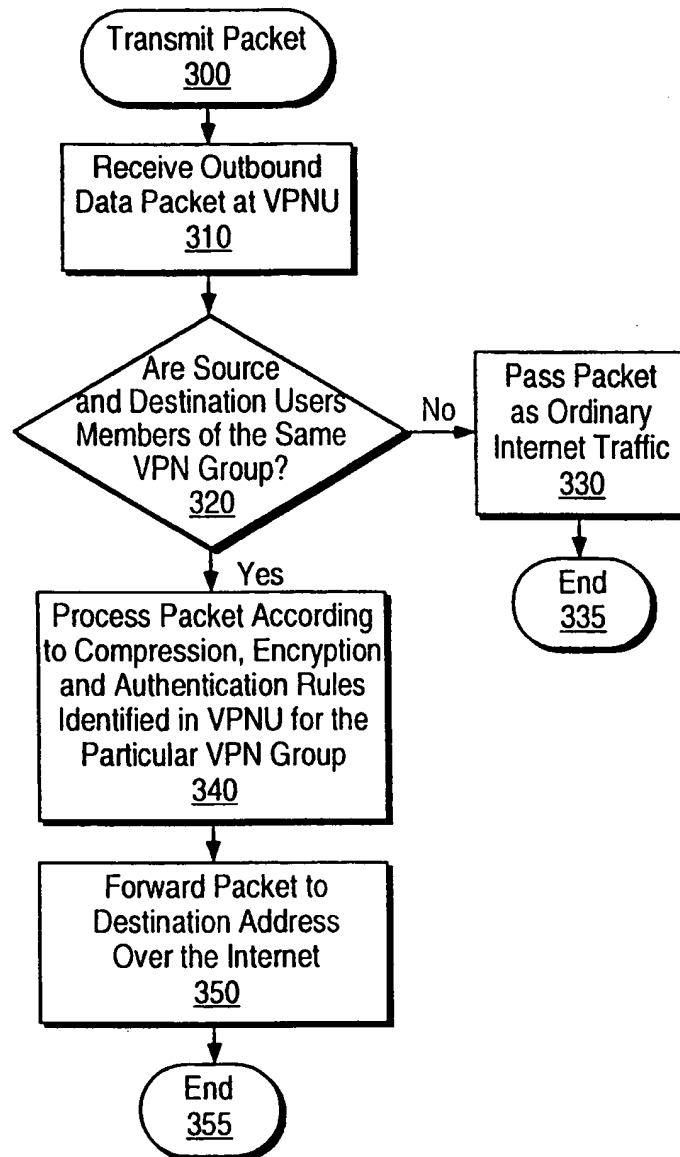 Transmit Packet
300
Receive Outbound
Data Packet at VPNU
310
Are Source
and Destination Users
Members of the Same
VPN Group?
320
No
Pass Packet
as Ordinary
Internet Traffic
330
End
335
Yes
Process Packet According
to Compression, Encryption
and Authentication Rules
Identified in VPNU for the
Particular VPN Group
340
Forward Packet to
Destination Address
Over the Internet
350
End
355